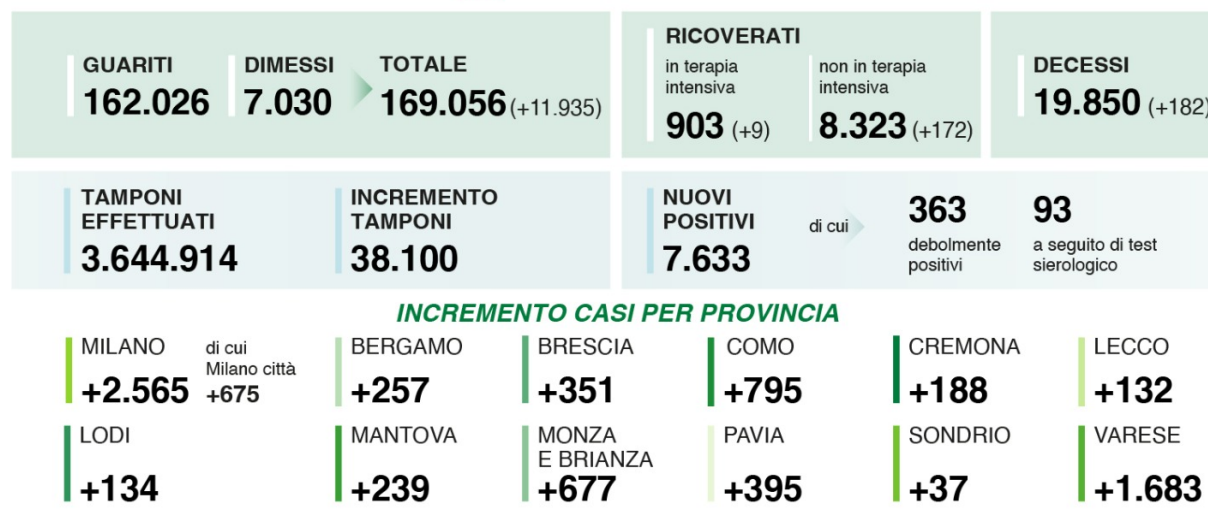 GUARITI
162.026
DIMESSI
7.030
TOTALE
169.056 (+11.935)
RICOVERATI
in terapia
intensiva
903 (+9)
non in terapia
intensiva
8.323 (+172)
DECESSI
19.850 (+182)
TAMPONI
EFFETTUATI
3.644.914
INCREMENTO
TAMPONI
38.100
NUOVI
POSITIVI
7.633
di cui
363
debolmente
positivi
93
a seguito di test
sierologico
INCREMENTO CASI PER PROVINCIA
MILANO
+2.565
di cui
Milano città
+675
BERGAMO
+257
BRESCIA
+351
COMO
+795
CREMONA
+188
LECCO
+132
LODI
+134
MANTOVA
+239
MONZA
E BRIANZA
+677
PAVIA
+395
SONDRIO
+37
VARESE
+1.683